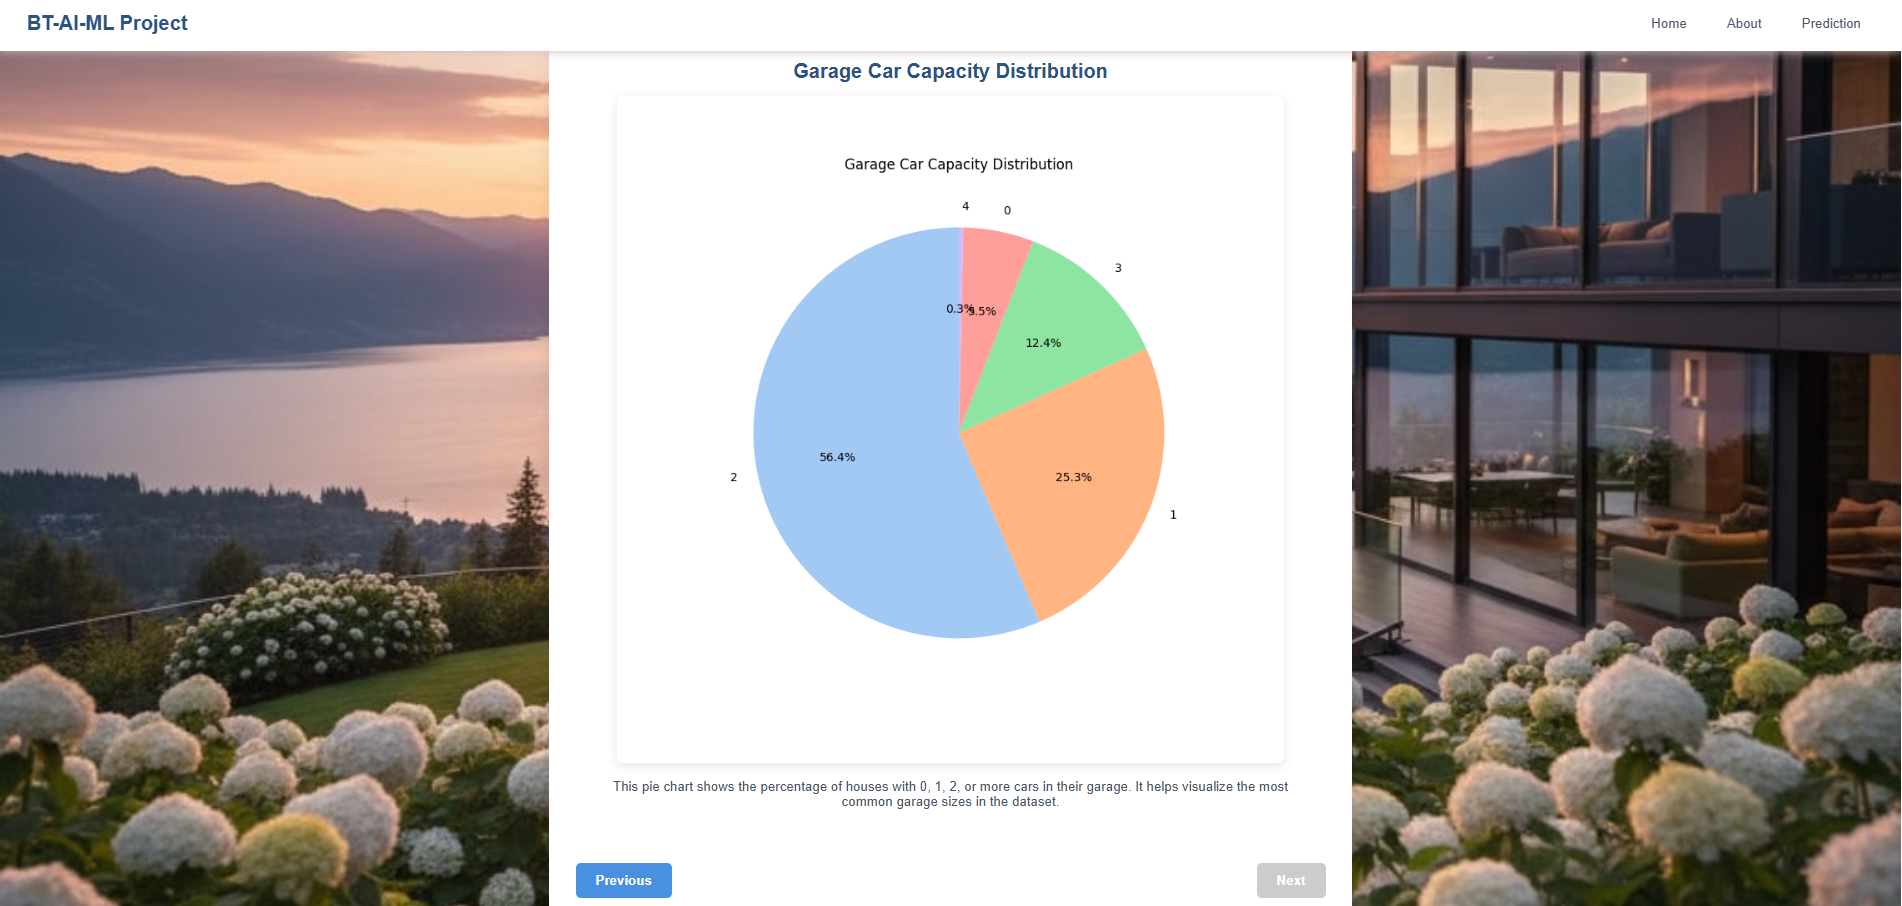 BT-AI-ML Project
Home
About
Prediction
Garage Car Capacity Distribution
Garage Car Capacity Distribution
4
0
3
0.3%
5.5%
12.4%
56.4%
2
25.3%
1
This pie chart shows the percentage of houses with 0, 1, 2, or more cars in their garage. It helps visualize the most
common garage sizes in the dataset.
Previous
Next